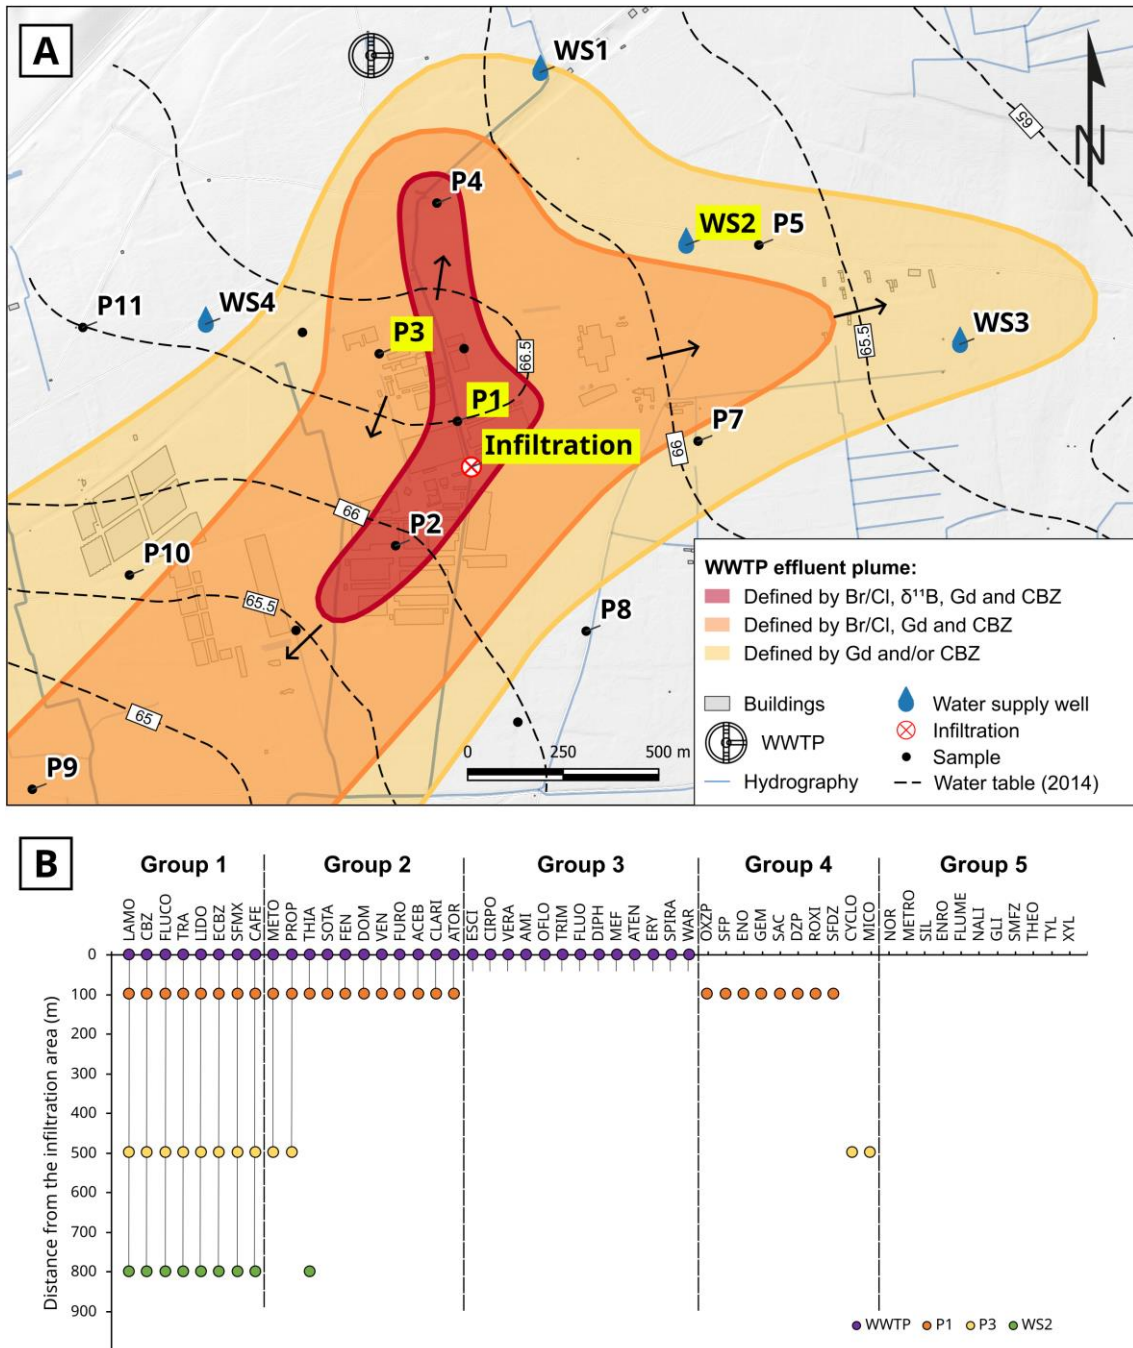 A
WS1
65
N
P4
WS2
P5
P11
WS4
WS3
P3
66.5
65.5
P1
Infiltration
P7
66
66
P2
P10
65.5
P8
65
P9
0 250 500 m
WWTP effluent plume:
Defined by Br/Cl, δ¹¹B, Gd and CBZ
Defined by Br/Cl, Gd and CBZ
Defined by Gd and/or CBZ
Buildings
Water supply well
WWTP
Infiltration
Sample
Hydrography
Water table (2014)
B
Group 1 Group 2 Group 3 Group 4 Group 5
LAMO CBZ FLUCO TRA LIDO ECBZ SFMX CAFE METO PROP THIA SOTA FEN DOM VEN FURO ACEB CLARI ATOR ESCI CIRPO VERA AMI OFLO TRIM FLUO DIPH MEF ATEN ERY SPIRA WAR OXZP SFP ENO GEM SAC DZP ROXI SFDZ CYCLO MICO NOR METRO SIL ENRO FLUME NALI GLI SMFZ THEO TYL XYL
Distance from the infiltration area (m)
0
100
200
300
400
500
600
700
800
900
WWTP P1 P3 WS2